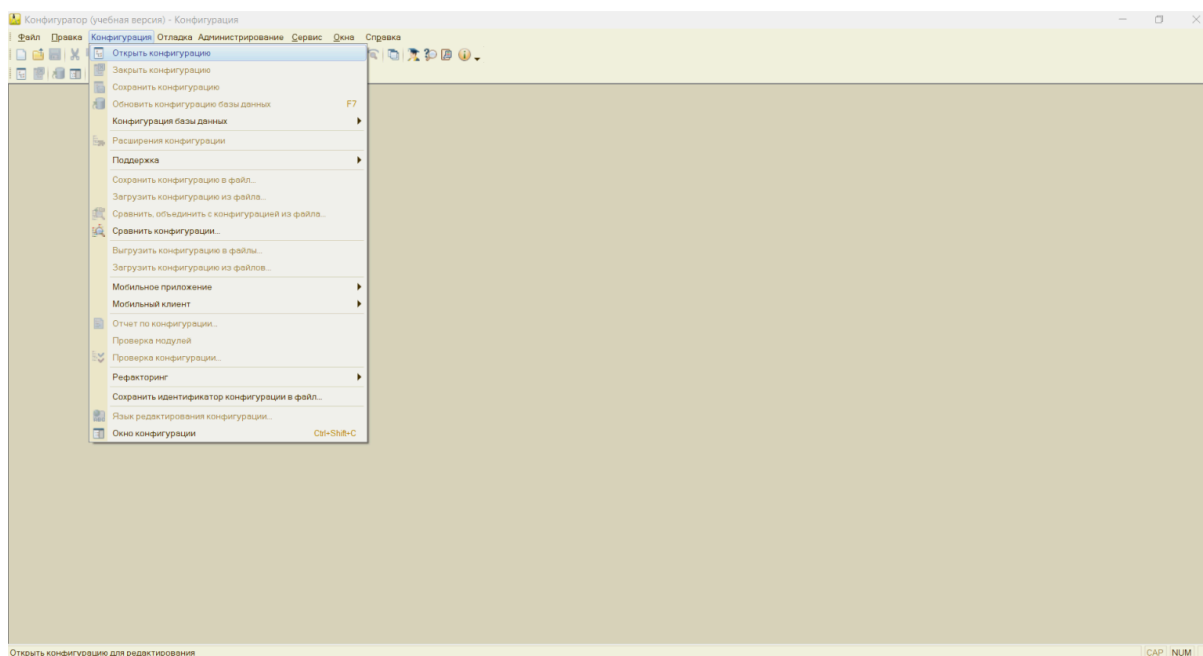 Конфигуратор (учебная версия) - Конфигурация
Файл Правка Конфигурация Отладка Администрирование Сервис Окна Справка
Открыть конфигурацию
Закрыть конфигурацию
Сохранить конфигурацию
Обновить конфигурацию базы данных F7
Конфигурация базы данных
Расширения конфигурации
Поддержка
Сохранить конфигурацию в файл...
Загрузить конфигурацию из файла...
Сравнить, объединить с конфигурацией из файла...
Сравнить конфигурации...
Выгрузить конфигурацию в файлы...
Загрузить конфигурацию из файлов...
Мобильное приложение
Мобильный клиент
Отчет по конфигурации...
Проверка модулей
Проверка конфигурации...
Рефакторинг
Сохранить идентификатор конфигурации в файл...
Язык редактирования конфигурации...
Окно конфигурации Ctrl+Shift+C
Открыть конфигурацию для редактирования CAP NUM